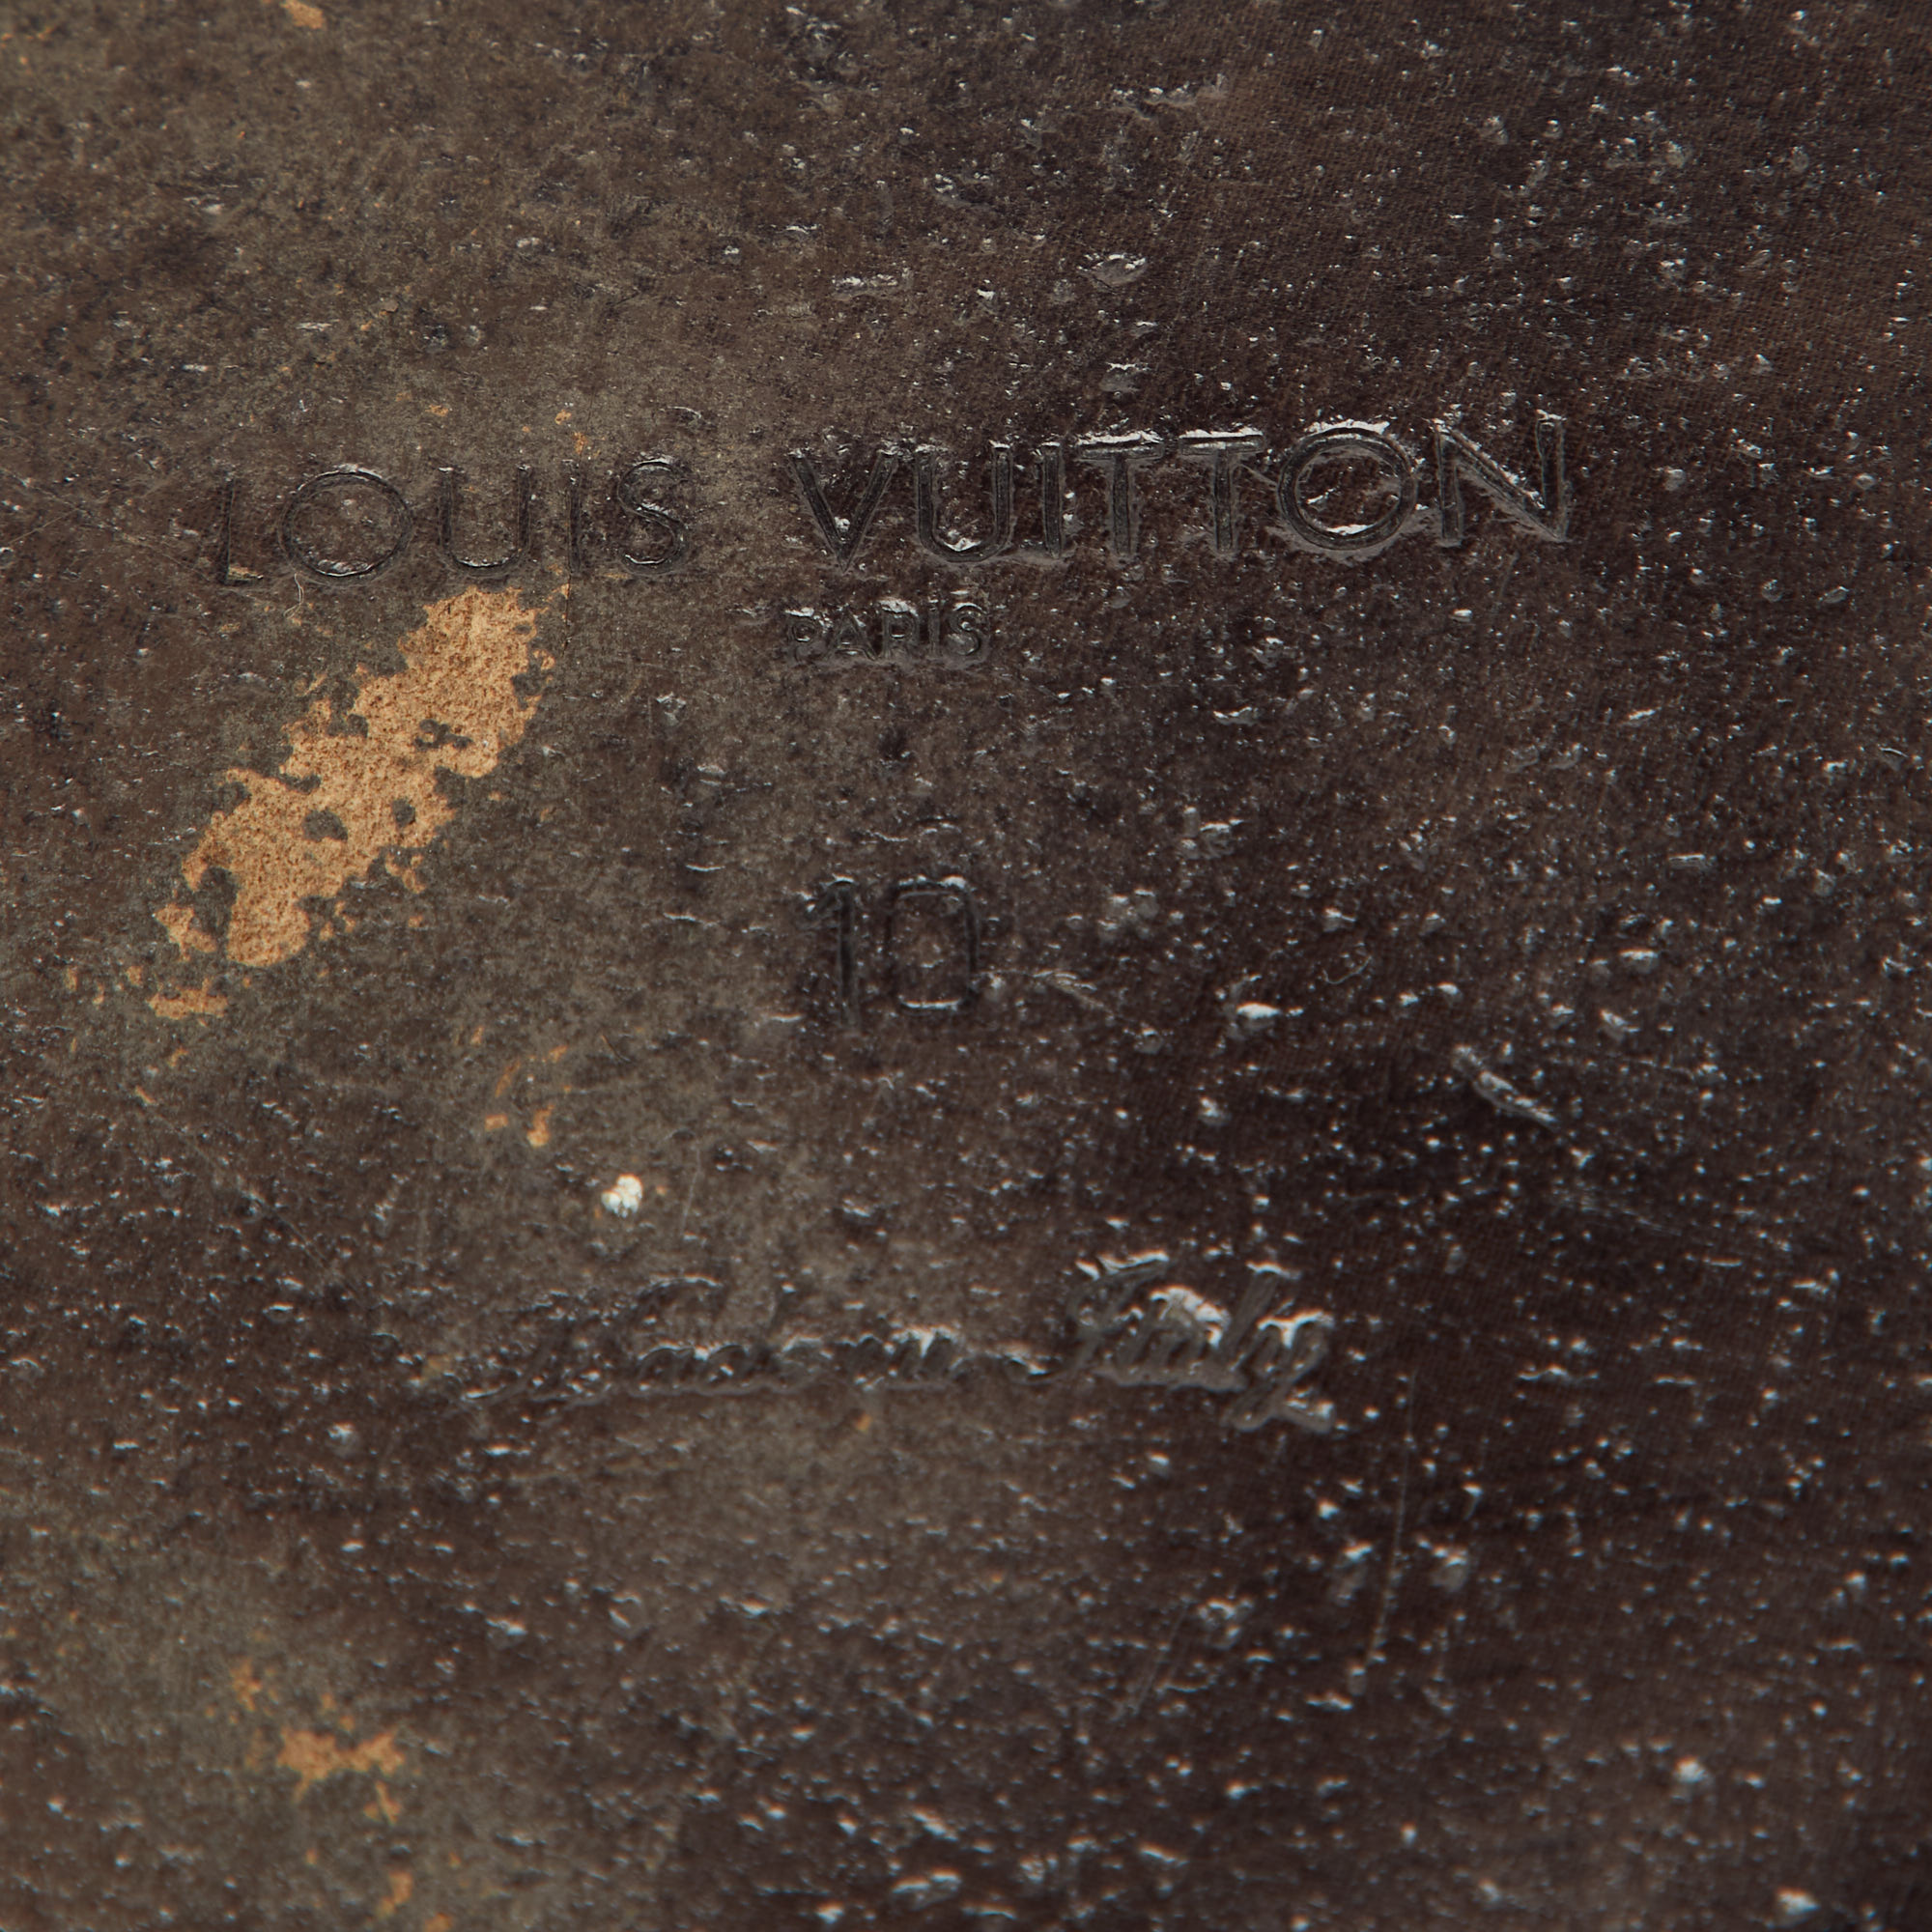 LOUIS VUITTON
PARIS
10
Made in Italy